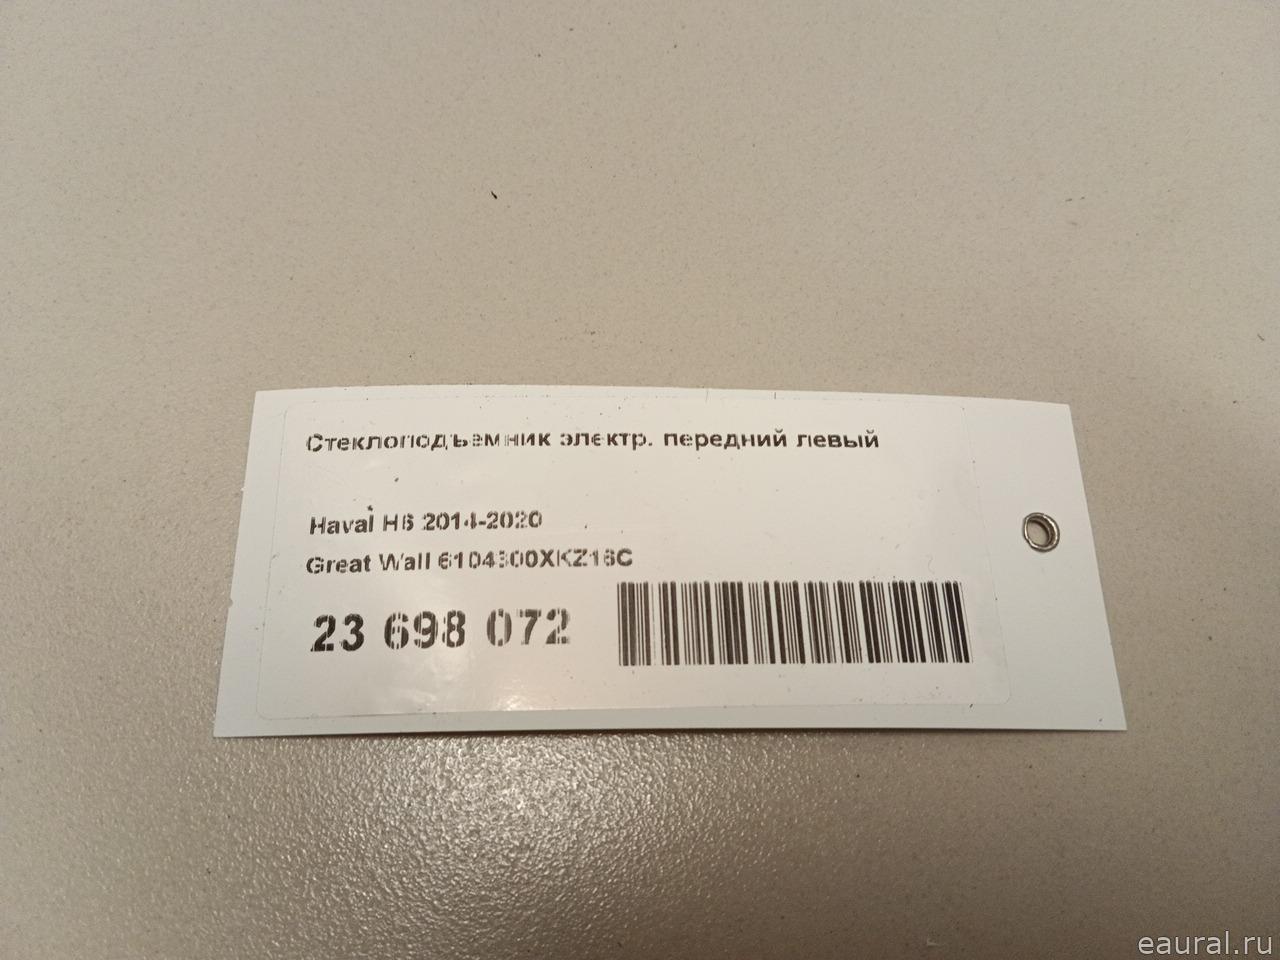 Стеклоподъемник электр. передний левый
Haval H6 2014-2020
Great Wall 6104300XKZ16C
23 698 072
eaural.ru